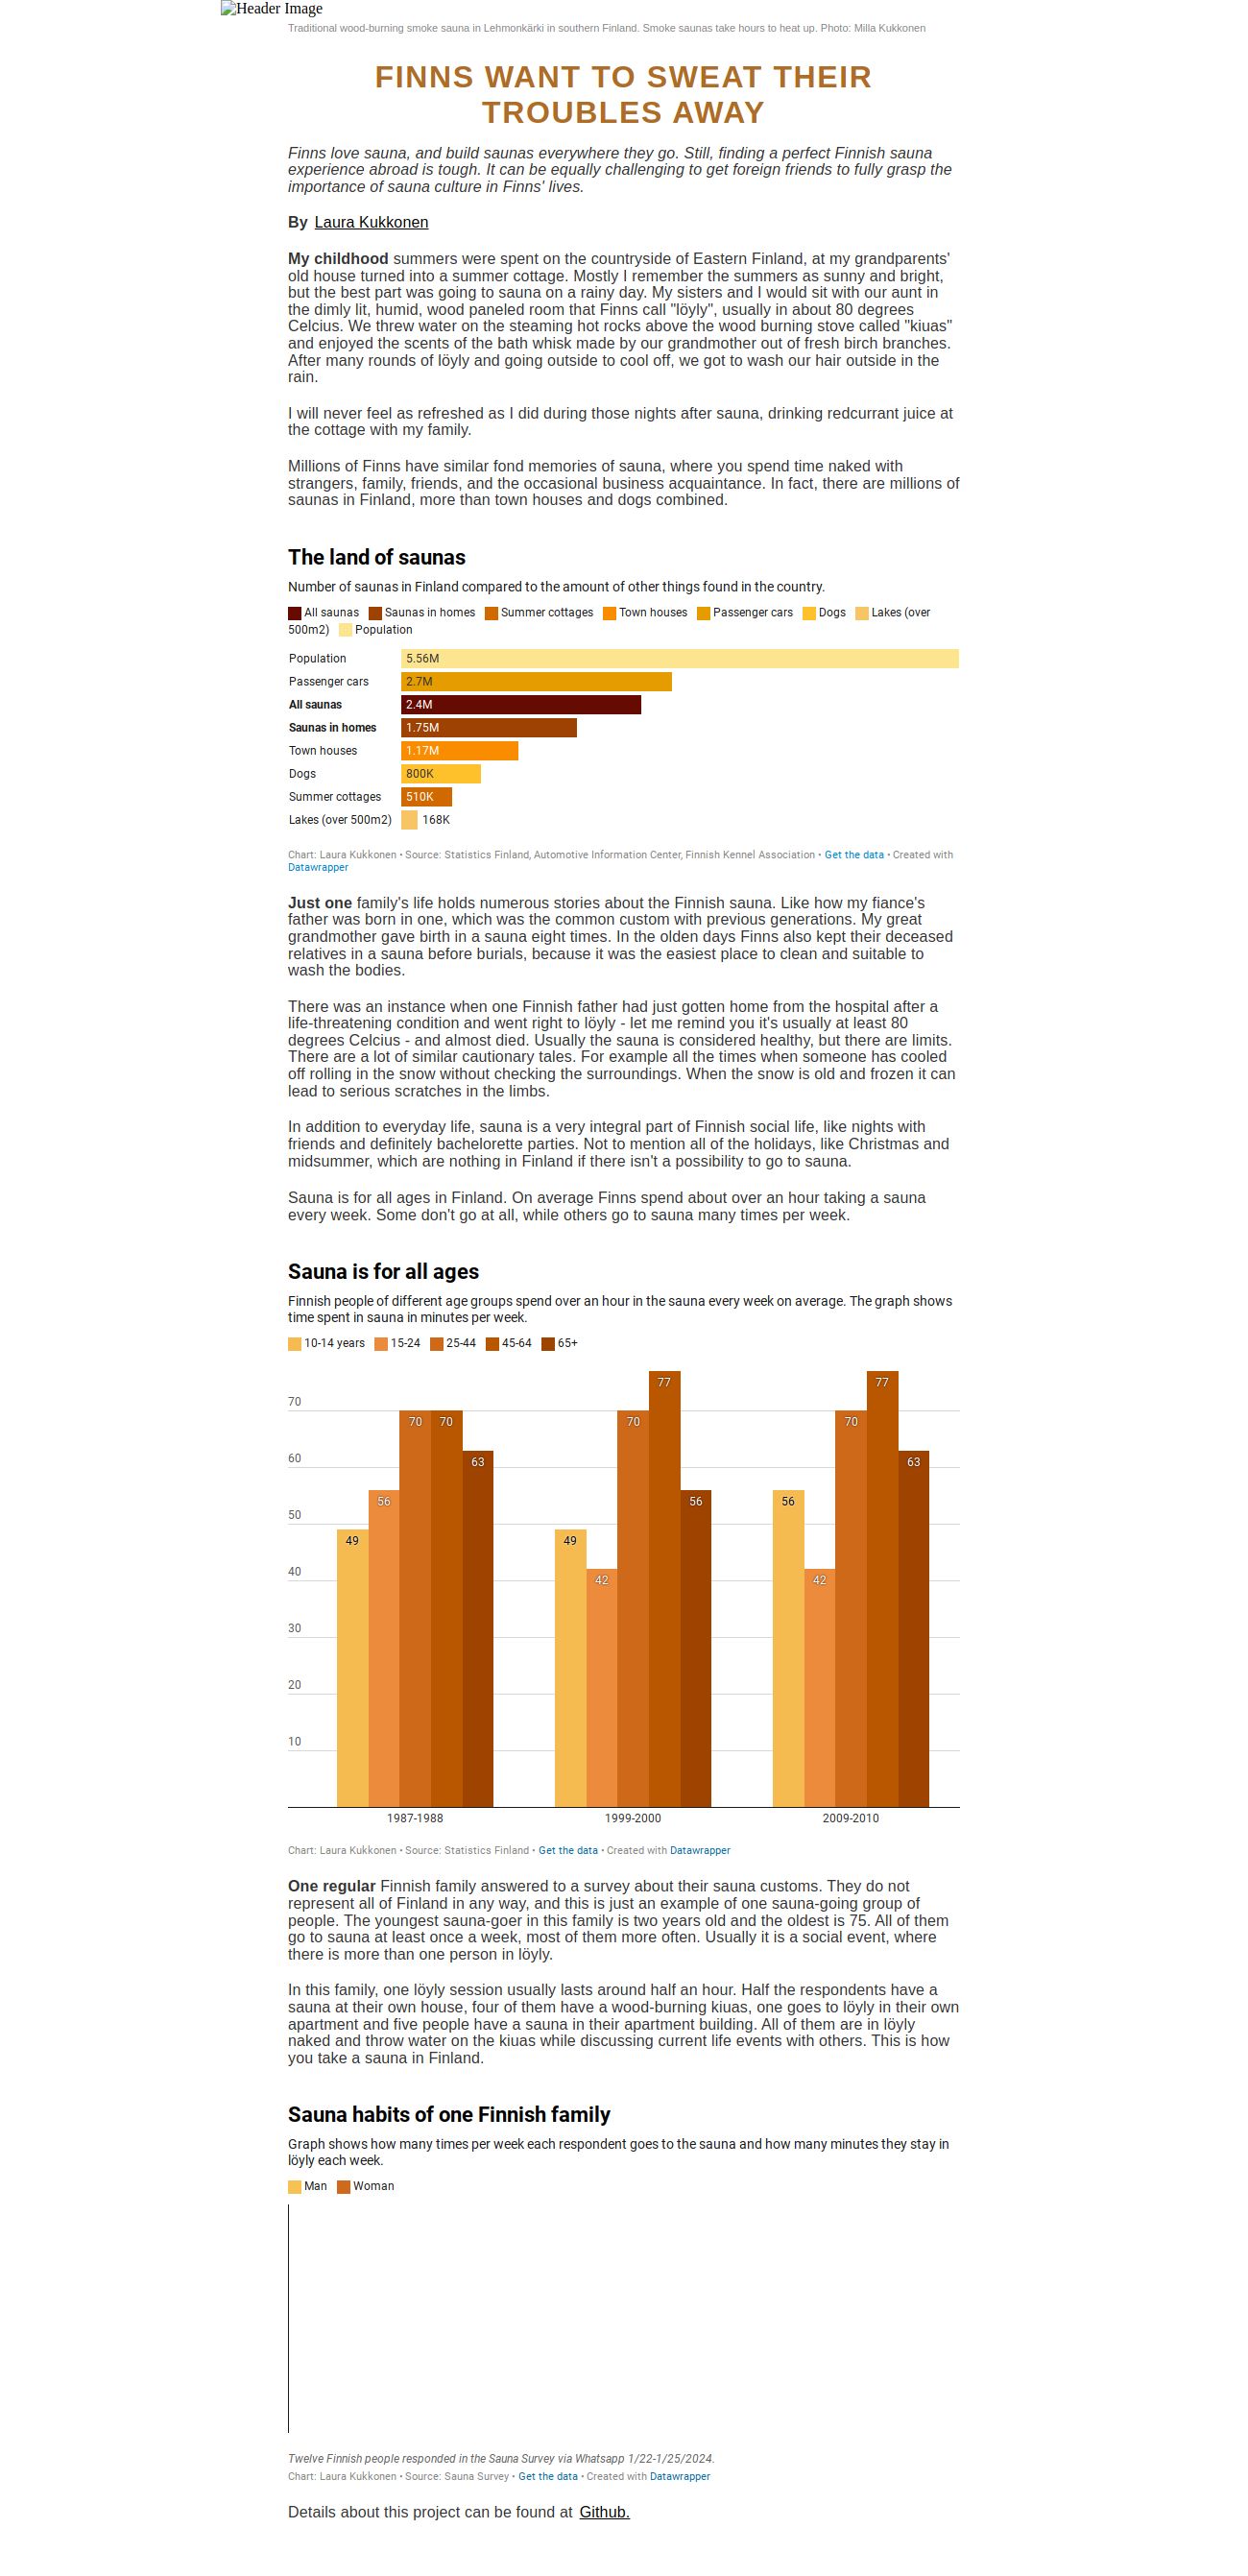 Header Image
Traditional wood-burning smoke sauna in Lehmonkärki in southern Finland. Smoke saunas take hours to heat up. Photo: Milla Kukkonen
FINNS WANT TO SWEAT THEIR
TROUBLES AWAY
Finns love sauna, and build saunas everywhere they go. Still, finding a perfect Finnish sauna
experience abroad is tough. It can be equally challenging to get foreign friends to fully grasp the
importance of sauna culture in Finns' lives.
By Laura Kukkonen
My childhood summers were spent on the countryside of Eastern Finland, at my grandparents'
old house turned into a summer cottage. Mostly I remember the summers as sunny and bright,
but the best part was going to sauna on a rainy day. My sisters and I would sit with our aunt in
the dimly lit, humid, wood paneled room that Finns call "löyly", usually in about 80 degrees
Celcius. We threw water on the steaming hot rocks above the wood burning stove called "kiuas"
and enjoyed the scents of the bath whisk made by our grandmother out of fresh birch branches.
After many rounds of löyly and going outside to cool off, we got to wash our hair outside in the
rain.
I will never feel as refreshed as I did during those nights after sauna, drinking redcurrant juice at
the cottage with my family.
Millions of Finns have similar fond memories of sauna, where you spend time naked with
strangers, family, friends, and the occasional business acquaintance. In fact, there are millions of
saunas in Finland, more than town houses and dogs combined.
The land of saunas
Number of saunas in Finland compared to the amount of other things found in the country.
All saunas Saunas in homes Summer cottages Town houses Passenger cars Dogs Lakes (over
500m2) Population
Population 5.56M
Passenger cars 2.7M
All saunas 2.4M
Saunas in homes 1.75M
Town houses 1.17M
Dogs 800K
Summer cottages 510K
Lakes (over 500m2) 168K
Chart: Laura Kukkonen • Source: Statistics Finland, Automotive Information Center, Finnish Kennel Association • Get the data • Created with
Datawrapper
Just one family's life holds numerous stories about the Finnish sauna. Like how my fiance's
father was born in one, which was the common custom with previous generations. My great
grandmother gave birth in a sauna eight times. In the olden days Finns also kept their deceased
relatives in a sauna before burials, because it was the easiest place to clean and suitable to
wash the bodies.
There was an instance when one Finnish father had just gotten home from the hospital after a
life-threatening condition and went right to löyly - let me remind you it's usually at least 80
degrees Celcius - and almost died. Usually the sauna is considered healthy, but there are limits.
There are a lot of similar cautionary tales. For example all the times when someone has cooled
off rolling in the snow without checking the surroundings. When the snow is old and frozen it can
lead to serious scratches in the limbs.
In addition to everyday life, sauna is a very integral part of Finnish social life, like nights with
friends and definitely bachelorette parties. Not to mention all of the holidays, like Christmas and
midsummer, which are nothing in Finland if there isn't a possibility to go to sauna.
Sauna is for all ages in Finland. On average Finns spend about over an hour taking a sauna
every week. Some don't go at all, while others go to sauna many times per week.
Sauna is for all ages
Finnish people of different age groups spend over an hour in the sauna every week on average. The graph shows
time spent in sauna in minutes per week.
10-14 years 15-24 25-44 45-64 65+
77 77
70
70 70 70 70
60
63 63
56 56 56
50
49 49
40
42 42
30
20
10
1987-1988 1999-2000 2009-2010
Chart: Laura Kukkonen • Source: Statistics Finland • Get the data • Created with Datawrapper
One regular Finnish family answered to a survey about their sauna customs. They do not
represent all of Finland in any way, and this is just an example of one sauna-going group of
people. The youngest sauna-goer in this family is two years old and the oldest is 75. All of them
go to sauna at least once a week, most of them more often. Usually it is a social event, where
there is more than one person in löyly.
In this family, one löyly session usually lasts around half an hour. Half the respondents have a
sauna at their own house, four of them have a wood-burning kiuas, one goes to löyly in their own
apartment and five people have a sauna in their apartment building. All of them are in löyly
naked and throw water on the kiuas while discussing current life events with others. This is how
you take a sauna in Finland.
Sauna habits of one Finnish family
Graph shows how many times per week each respondent goes to the sauna and how many minutes they stay in
löyly each week.
Man Woman
Twelve Finnish people responded in the Sauna Survey via Whatsapp 1/22-1/25/2024.
Chart: Laura Kukkonen • Source: Sauna Survey • Get the data • Created with Datawrapper
Details about this project can be found at Github.